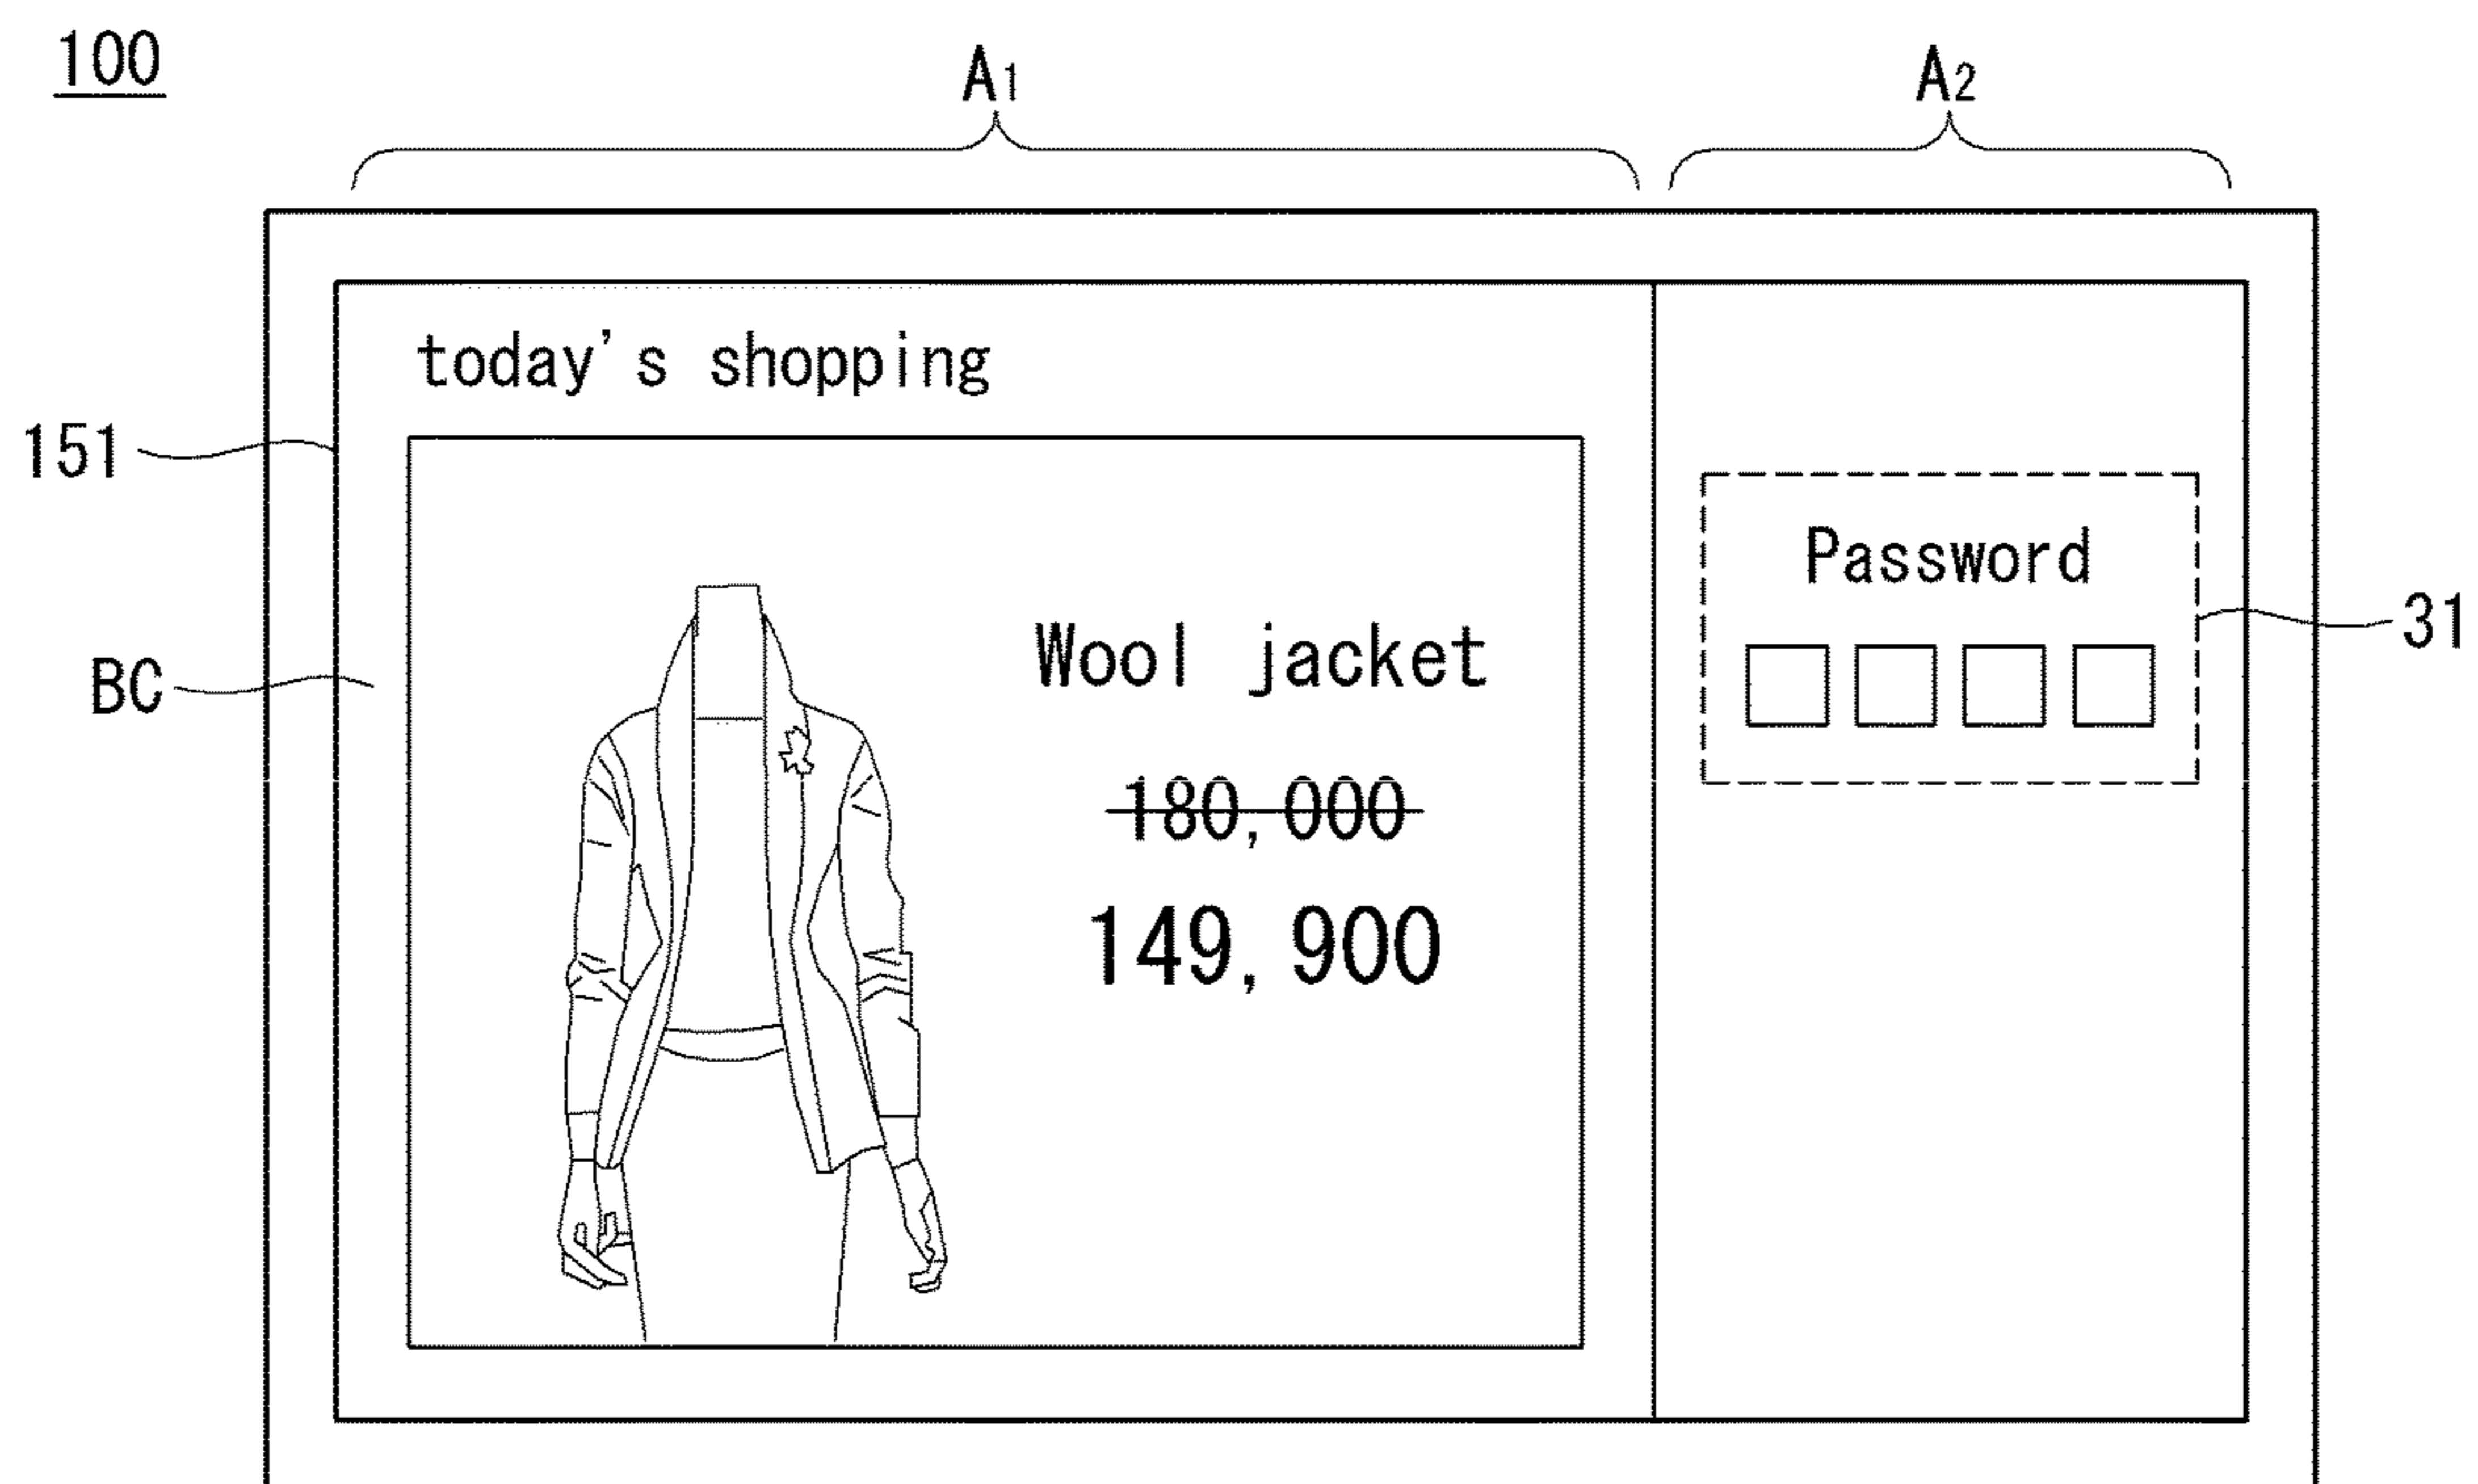 100
A1
A2
today's shopping
151
Password
31
Wool jacket
BC
180,000
149,900